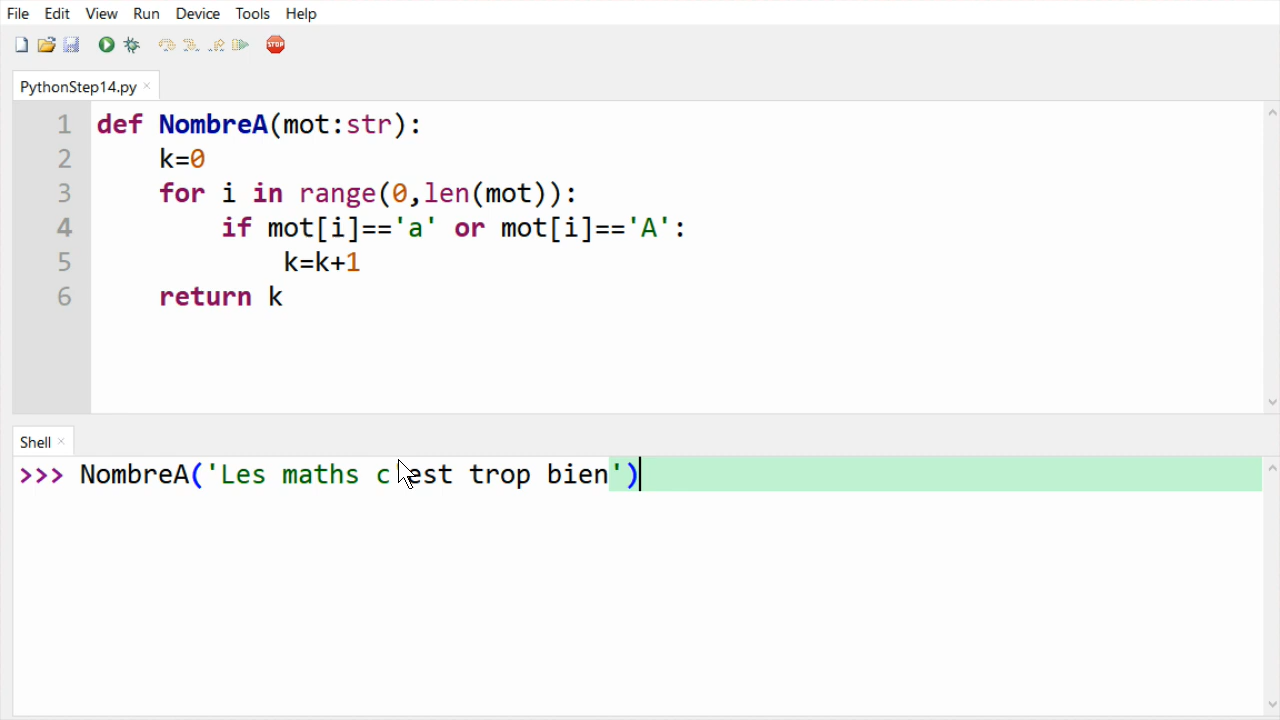 File Edit View Run Device Tools Help
STOP
PythonStep14.py ×
1 def NombreA(mot:str):
2     k=0
3     for i in range(0,len(mot)):
4         if mot[i]=='a' or mot[i]=='A':
5             k=k+1
6     return k
Shell ×
>>> NombreA('Les maths c'est trop bien')